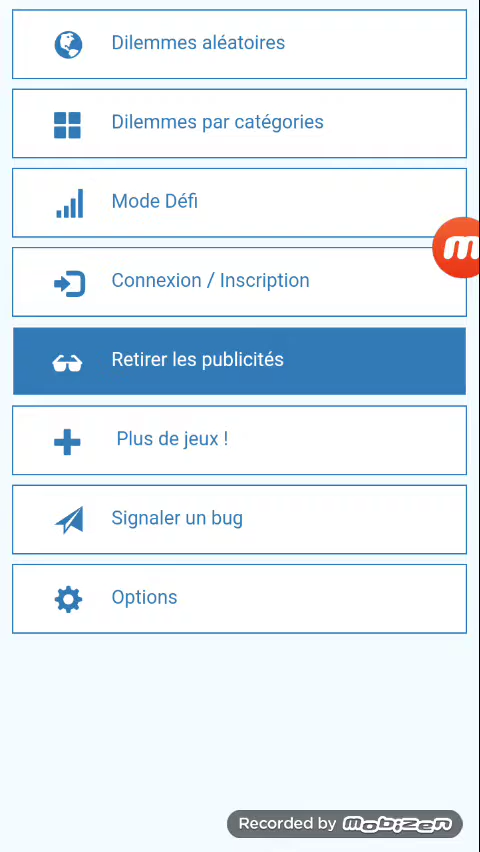 Dilemmes aléatoires
Dilemmes par catégories
Mode Défi
Connexion / Inscription
Retirer les publicités
Plus de jeux !
Signaler un bug
Options
Recorded by mobizen